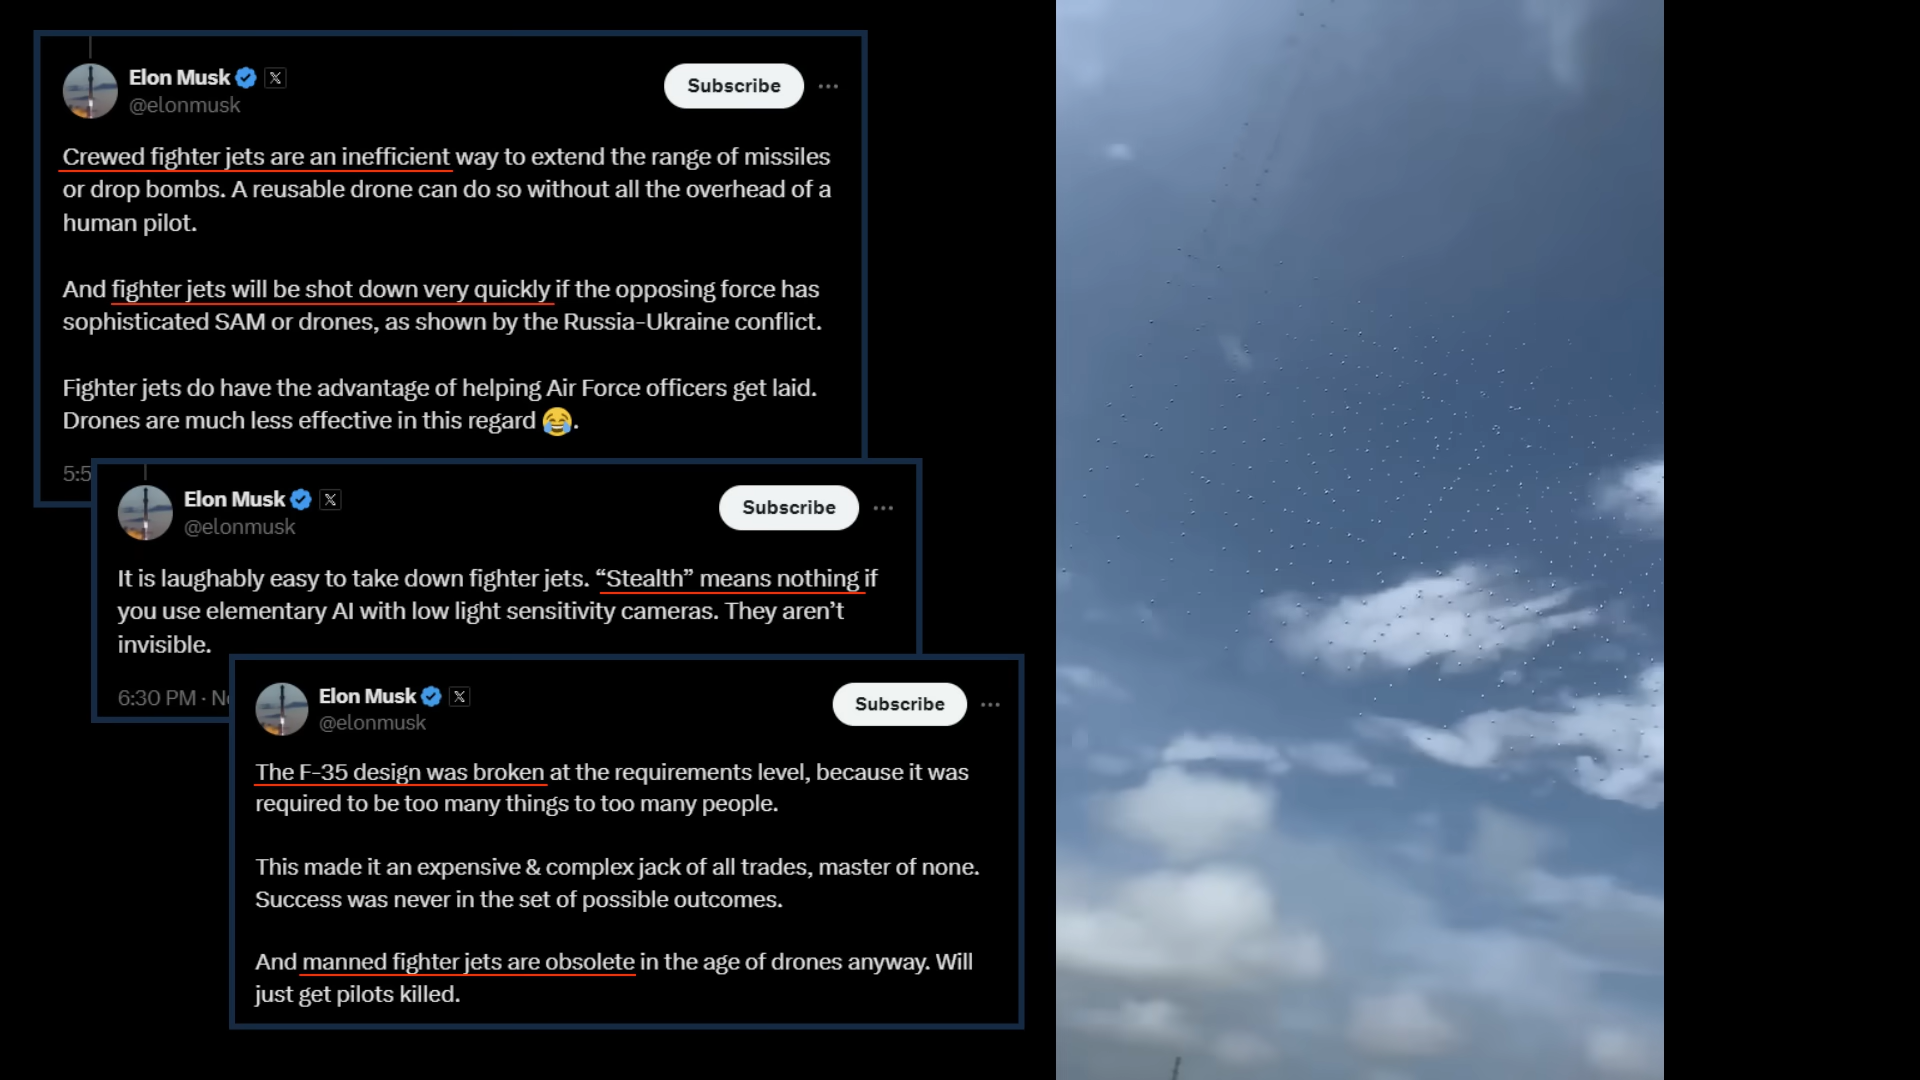 Elon Musk
@elonmusk
Subscribe
Crewed fighter jets are an inefficient way to extend the range of missiles
or drop bombs. A reusable drone can do so without all the overhead of a
human pilot.
And fighter jets will be shot down very quickly if the opposing force has
sophisticated SAM or drones, as shown by the Russia-Ukraine conflict.
Fighter jets do have the advantage of helping Air Force officers get laid.
Drones are much less effective in this regard 😂.
5:5
Elon Musk
@elonmusk
Subscribe
It is laughably easy to take down fighter jets. “Stealth” means nothing if
you use elementary AI with low light sensitivity cameras. They aren’t
invisible.
6:30 PM ·
Elon Musk
@elonmusk
Subscribe
The F-35 design was broken at the requirements level, because it was
required to be too many things to too many people.
This made it an expensive & complex jack of all trades, master of none.
Success was never in the set of possible outcomes.
And manned fighter jets are obsolete in the age of drones anyway. Will
just get pilots killed.